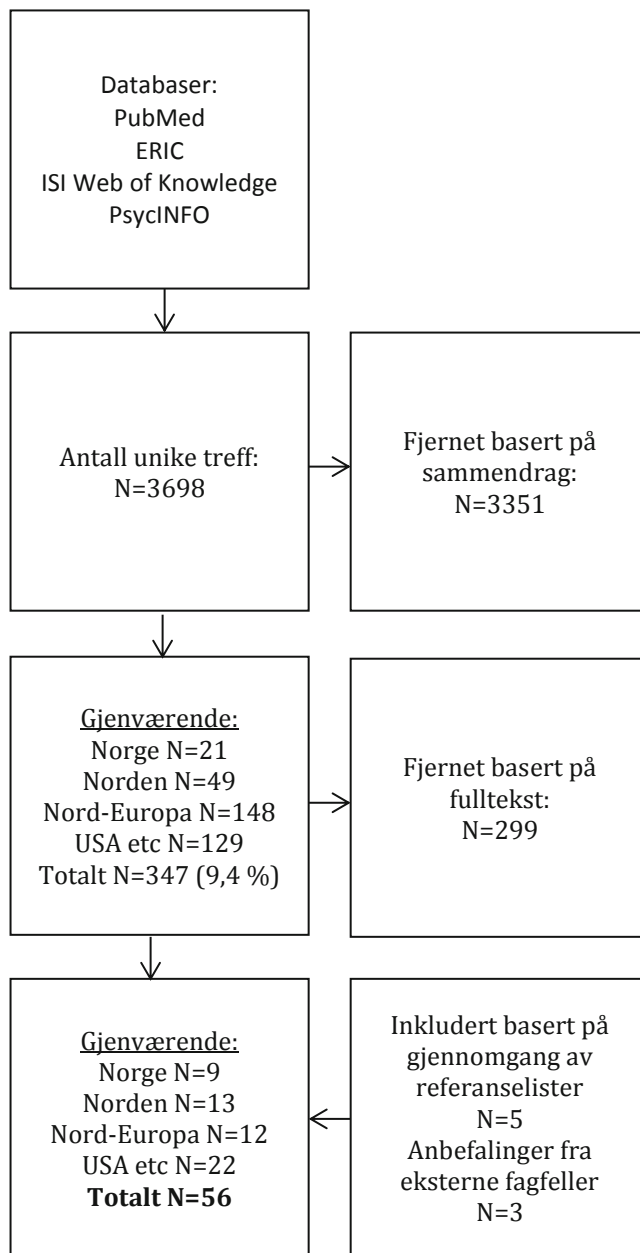 Databaser:
PubMed
ERIC
ISI Web of Knowledge
PsycINFO
Antall unike treff:
N=3698
Fjernet basert på
sammendrag:
N=3351
Gjenværende:
Norge N=21
Norden N=49
Nord-Europa N=148
USA etc N=129
Totalt N=347 (9,4 %)
Fjernet basert på
fulltekst:
N=299
Gjenværende:
Norge N=9
Norden N=13
Nord-Europa N=12
USA etc N=22
Totalt N=56
Inkludert basert på
gjennomgang av
referanselister
N=5
Anbefalinger fra
eksterne fagfeller
N=3